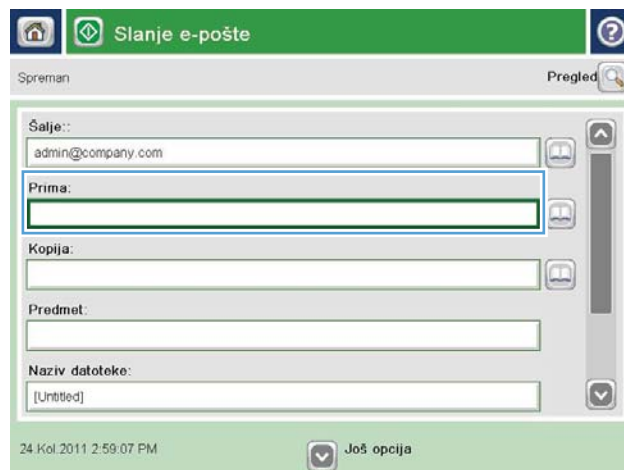 Slanje e-pošte
?
Spreman
Pregled
Šalje::
admin@company.com
Prima:
Kopija:
Predmet:
Naziv datoteke:
[Untitled]
24.Kol.2011 2:59:07 PM
Još opcija